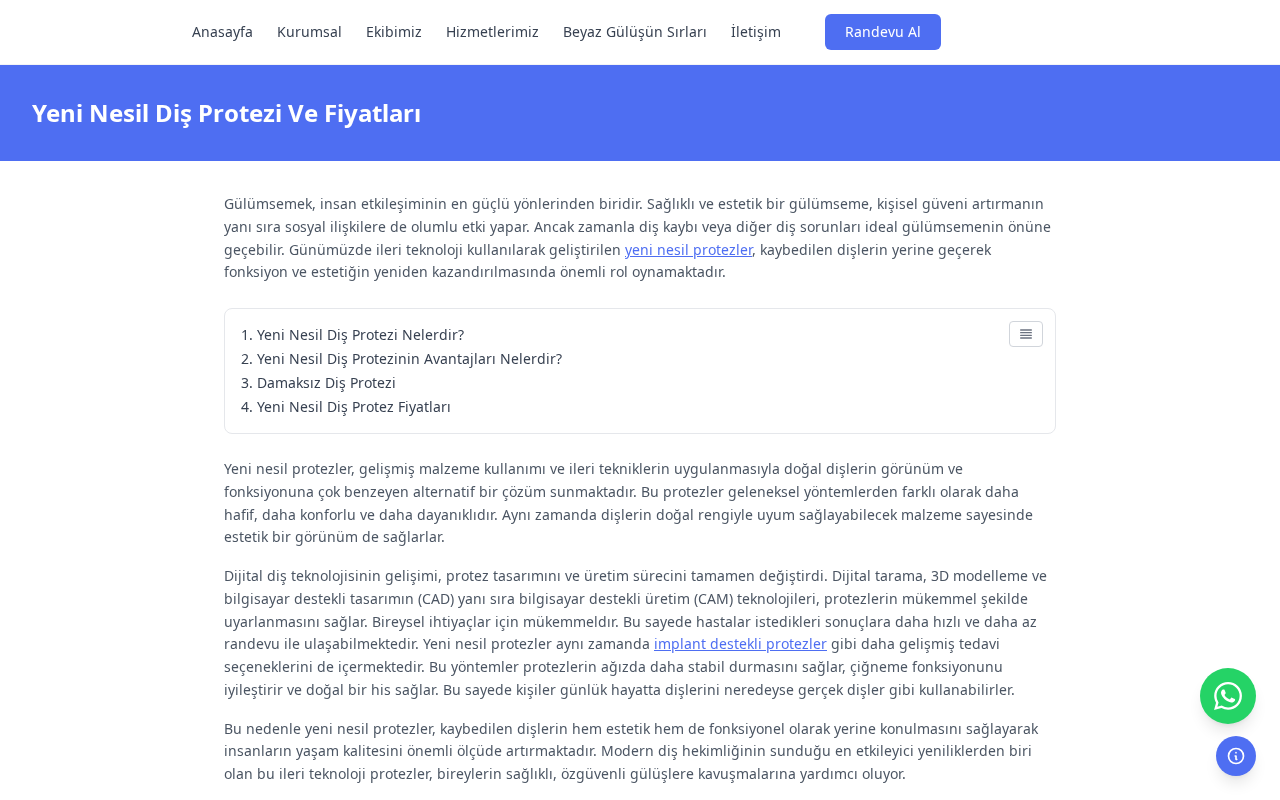 Anasayfa Kurumsal Ekibimiz Hizmetlerimiz Beyaz Gülüşün Sırları İletişim Randevu Al
Yeni Nesil Diş Protezi Ve Fiyatları
Gülümsemek, insan etkileşiminin en güçlü yönlerinden biridir. Sağlıklı ve estetik bir gülümseme, kişisel güveni artırmanın
yanı sıra sosyal ilişkilere de olumlu etki yapar. Ancak zamanla diş kaybı veya diğer diş sorunları ideal gülümsemenin önüne
geçebilir. Günümüzde ileri teknoloji kullanılarak geliştirilen yeni nesil protezler, kaybedilen dişlerin yerine geçerek
fonksiyon ve estetiğin yeniden kazandırılmasında önemli rol oynamaktadır.
1. Yeni Nesil Diş Protezi Nelerdir?
2. Yeni Nesil Diş Protezinin Avantajları Nelerdir?
3. Damaksız Diş Protezi
4. Yeni Nesil Diş Protez Fiyatları
Yeni nesil protezler, gelişmiş malzeme kullanımı ve ileri tekniklerin uygulanmasıyla doğal dişlerin görünüm ve
fonksiyonuna çok benzeyen alternatif bir çözüm sunmaktadır. Bu protezler geleneksel yöntemlerden farklı olarak daha
hafif, daha konforlu ve daha dayanıklıdır. Aynı zamanda dişlerin doğal rengiyle uyum sağlayabilecek malzeme sayesinde
estetik bir görünüm de sağlarlar.
Dijital diş teknolojisinin gelişimi, protez tasarımını ve üretim sürecini tamamen değiştirdi. Dijital tarama, 3D modelleme ve
bilgisayar destekli tasarımın (CAD) yanı sıra bilgisayar destekli üretim (CAM) teknolojileri, protezlerin mükemmel şekilde
uyarlanmasını sağlar. Bireysel ihtiyaçlar için mükemmeldır. Bu sayede hastalar istedikleri sonuçlara daha hızlı ve daha az
randevu ile ulaşabilmektedir. Yeni nesil protezler aynı zamanda implant destekli protezler gibi daha gelişmiş tedavi
seçeneklerini de içermektedir. Bu yöntemler protezlerin ağızda daha stabil durmasını sağlar, çiğneme fonksiyonunu
iyileştirir ve doğal bir his sağlar. Bu sayede kişiler günlük hayatta dişlerini neredeyse gerçek dişler gibi kullanabilirler.
Bu nedenle yeni nesil protezler, kaybedilen dişlerin hem estetik hem de fonksiyonel olarak yerine konulmasını sağlayarak
insanların yaşam kalitesini önemli ölçüde artırmaktadır. Modern diş hekimliğinin sunduğu en etkileyici yeniliklerden biri
olan bu ileri teknoloji protezler, bireylerin sağlıklı, özgüvenli gülüşlere kavuşmalarına yardımcı oluyor.